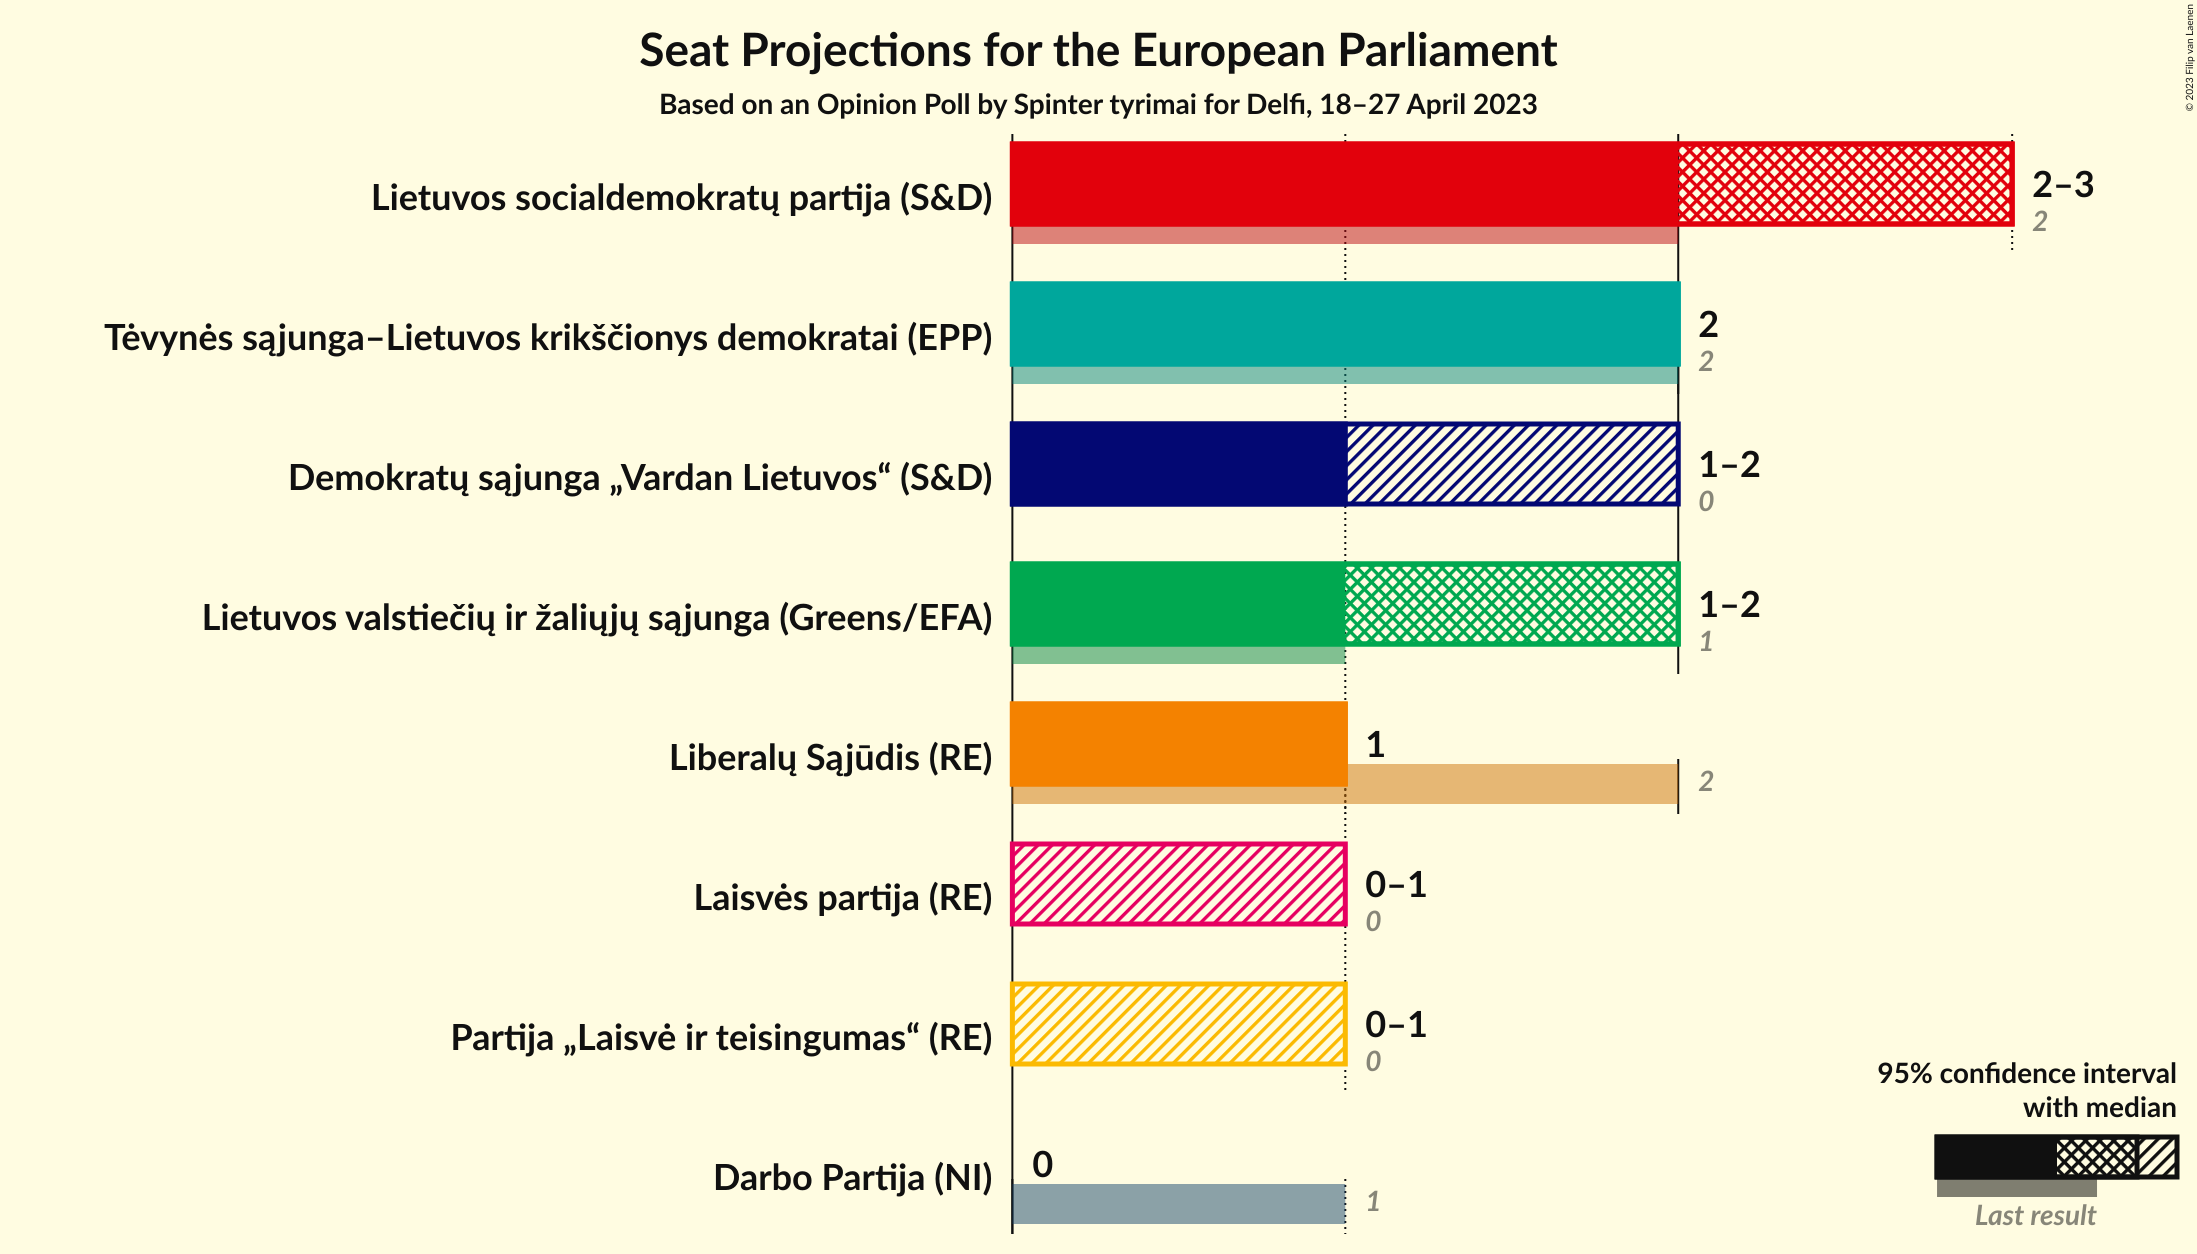 Seat Projections for the European Parliament
Based on an Opinion Poll by Spinter tyrimai for Delfi, 18–27 April 2023
© 2023 Filip van Laenen
Lietuvos socialdemokratų partija (S&D)
2–3
2
Tėvynės sąjunga–Lietuvos krikščionys demokratai (EPP)
2
2
Demokratų sąjunga „Vardan Lietuvos“ (S&D)
1–2
0
Lietuvos valstiečių ir žaliųjų sąjunga (Greens/EFA)
1–2
1
Liberalų Sąjūdis (RE)
1
2
Laisvės partija (RE)
0–1
0
Partija „Laisvė ir teisingumas“ (RE)
0–1
0
Darbo Partija (NI)
0
1
95% confidence interval
with median
Last result